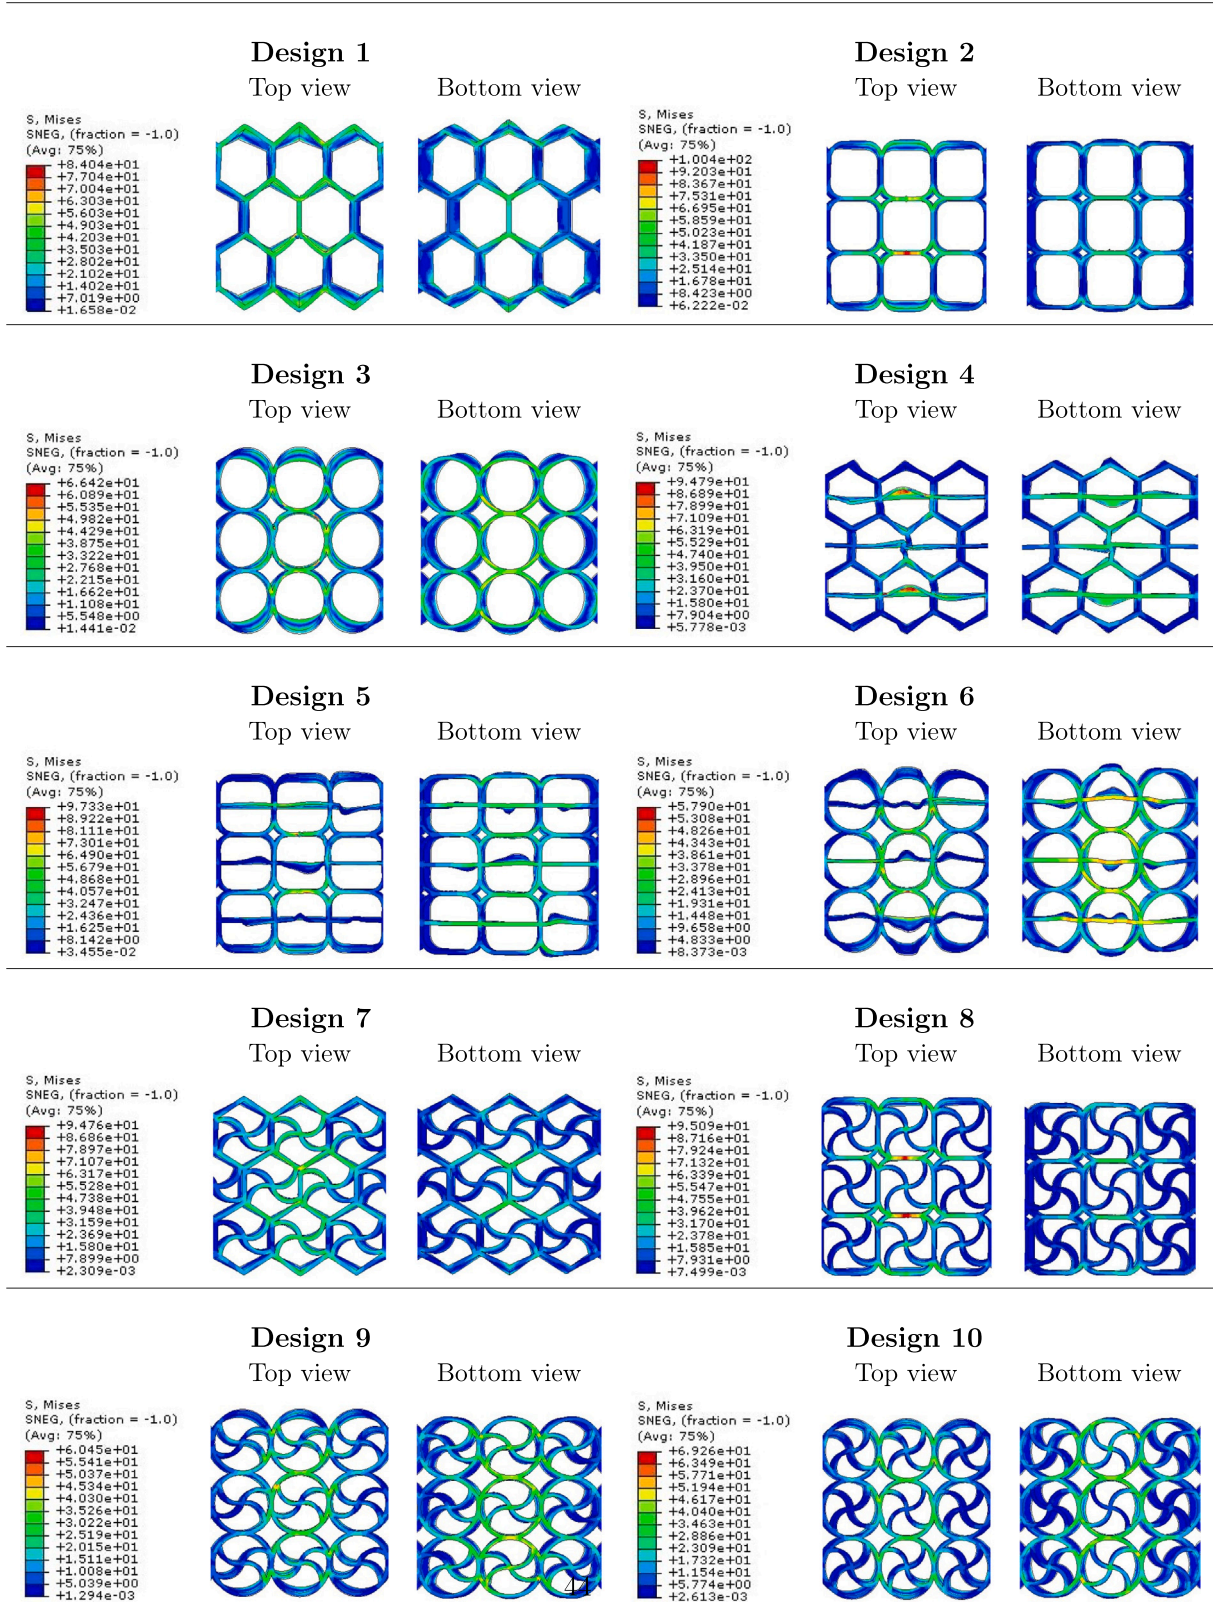 Design 1
Top view
Bottom view
S, Mises
SNEG, (fraction = -1.0)
(Avg: 75%)
+8.404e+01
+7.704e+01
+7.004e+01
+6.303e+01
+5.603e+01
+4.903e+01
+4.203e+01
+3.503e+01
+2.802e+01
+2.102e+01
+1.402e+01
+7.019e+00
+1.658e-02
Design 2
Top view
Bottom view
S, Mises
SNEG, (fraction = -1.0)
(Avg: 75%)
+1.004e+02
+9.203e+01
+8.367e+01
+7.531e+01
+6.695e+01
+5.859e+01
+5.023e+01
+4.187e+01
+3.350e+01
+2.514e+01
+1.678e+01
+8.423e+00
+6.222e-02
Design 3
Top view
Bottom view
S, Mises
SNEG, (fraction = -1.0)
(Avg: 75%)
+6.642e+01
+6.089e+01
+5.535e+01
+4.982e+01
+4.429e+01
+3.875e+01
+3.322e+01
+2.768e+01
+2.215e+01
+1.662e+01
+1.108e+01
+5.548e+00
+1.441e-02
Design 4
Top view
Bottom view
S, Mises
SNEG, (fraction = -1.0)
(Avg: 75%)
+9.479e+01
+8.689e+01
+7.899e+01
+7.109e+01
+6.319e+01
+5.529e+01
+4.740e+01
+3.950e+01
+3.160e+01
+2.370e+01
+1.580e+01
+7.904e+00
+5.778e-03
Design 5
Top view
Bottom view
S, Mises
SNEG, (fraction = -1.0)
(Avg: 75%)
+9.733e+01
+8.922e+01
+8.111e+01
+7.301e+01
+6.490e+01
+5.679e+01
+4.868e+01
+4.057e+01
+3.247e+01
+2.436e+01
+1.625e+01
+8.142e+00
+3.455e-02
Design 6
Top view
Bottom view
S, Mises
SNEG, (fraction = -1.0)
(Avg: 75%)
+5.790e+01
+5.308e+01
+4.826e+01
+4.343e+01
+3.861e+01
+3.378e+01
+2.896e+01
+2.413e+01
+1.931e+01
+1.448e+01
+9.658e+00
+4.833e+00
+8.373e-03
Design 7
Top view
Bottom view
S, Mises
SNEG, (fraction = -1.0)
(Avg: 75%)
+9.476e+01
+8.686e+01
+7.897e+01
+7.107e+01
+6.317e+01
+5.528e+01
+4.738e+01
+3.948e+01
+3.159e+01
+2.369e+01
+1.580e+01
+7.899e+00
+2.309e-03
Design 8
Top view
Bottom view
S, Mises
SNEG, (fraction = -1.0)
(Avg: 75%)
+9.509e+01
+8.716e+01
+7.924e+01
+7.132e+01
+6.339e+01
+5.547e+01
+4.755e+01
+3.962e+01
+3.170e+01
+2.378e+01
+1.585e+01
+7.931e+00
+7.499e-03
Design 9
Top view
Bottom view
S, Mises
SNEG, (fraction = -1.0)
(Avg: 75%)
+6.045e+01
+5.541e+01
+5.037e+01
+4.534e+01
+4.030e+01
+3.526e+01
+3.022e+01
+2.519e+01
+2.015e+01
+1.511e+01
+1.008e+01
+5.039e+00
+1.294e-03
Design 10
Top view
Bottom view
S, Mises
SNEG, (fraction = -1.0)
(Avg: 75%)
+6.926e+01
+6.349e+01
+5.771e+01
+5.194e+01
+4.617e+01
+4.040e+01
+3.463e+01
+2.886e+01
+2.309e+01
+1.732e+01
+1.154e+01
+5.774e+00
+2.613e-03
44